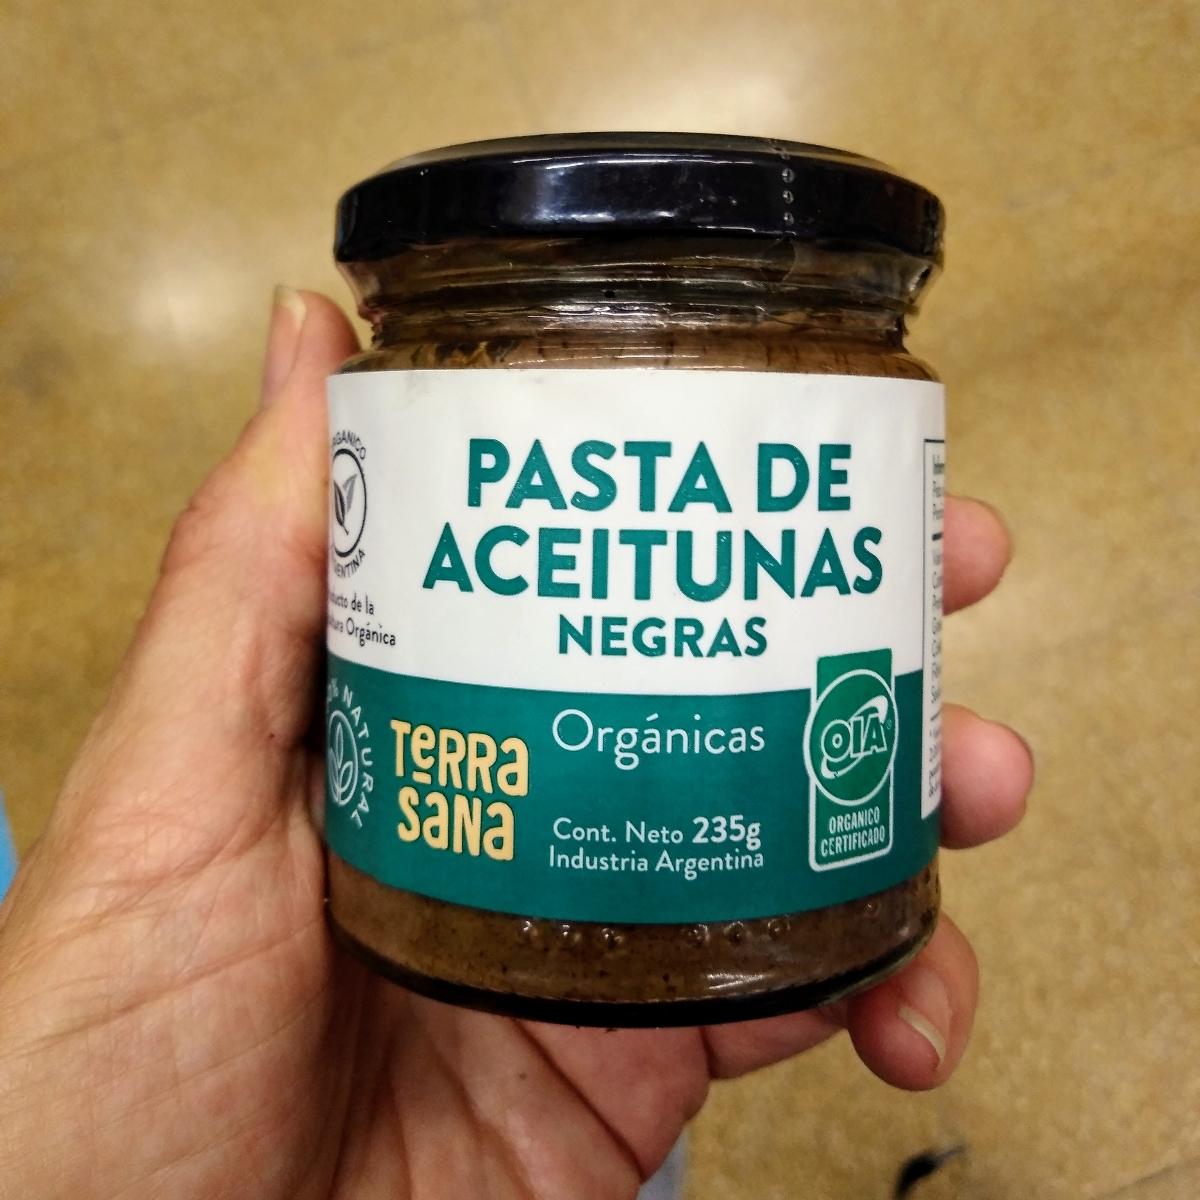 PASTA DE
ACEITUNAS
NEGRAS
Orgánicas
TeRRa
SaNa
Cont. Neto 235g
Industria Argentina
OIA
ORGANICO
CERTIFICADO
de la
Orgánica
NATURAL